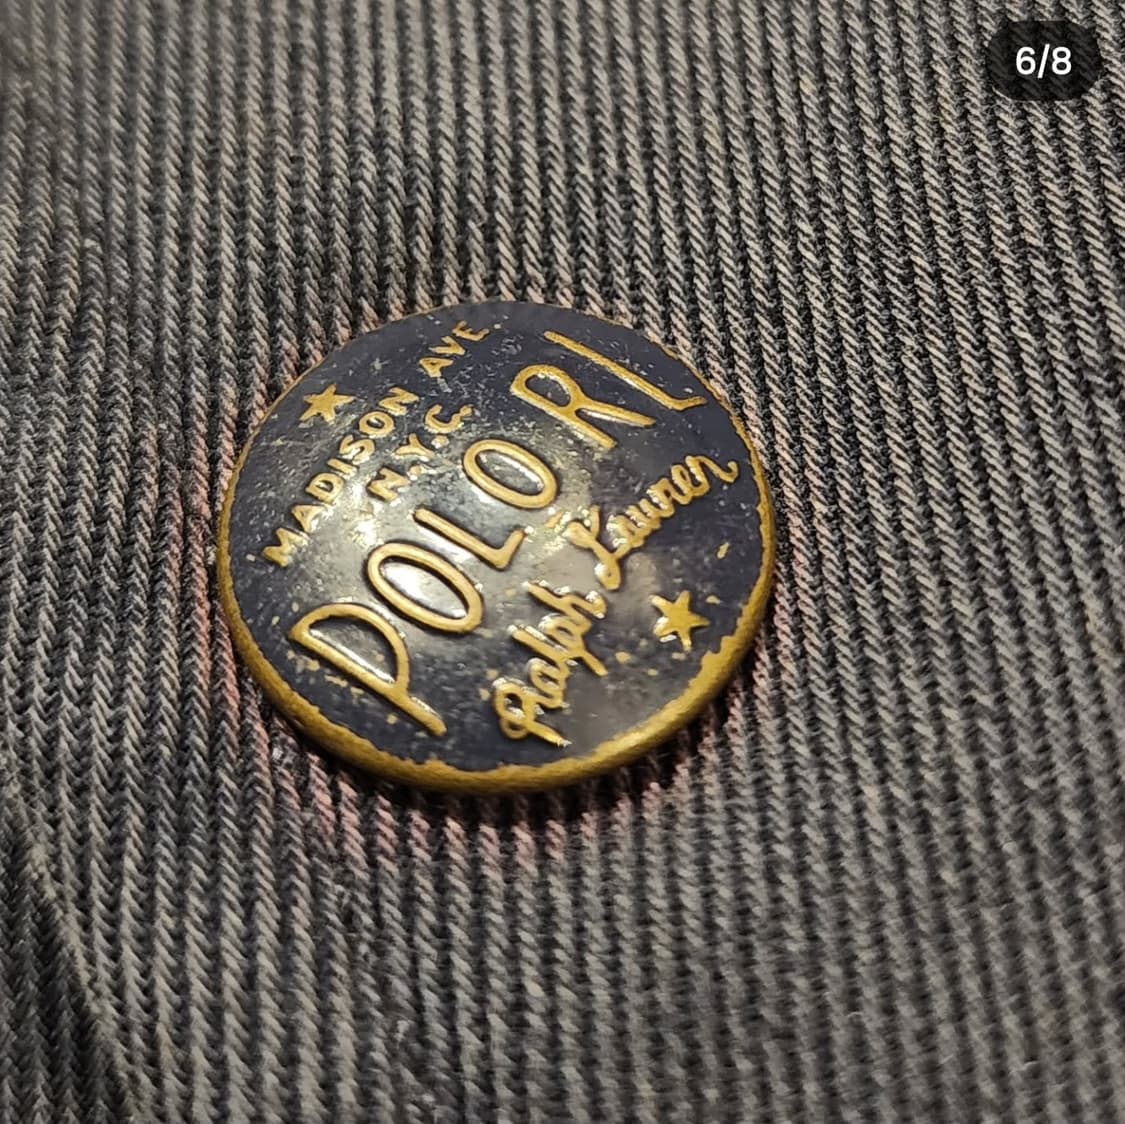 6/8
MADISON AVE.
N.Y.C.
POLO RL
Ralph Lauren